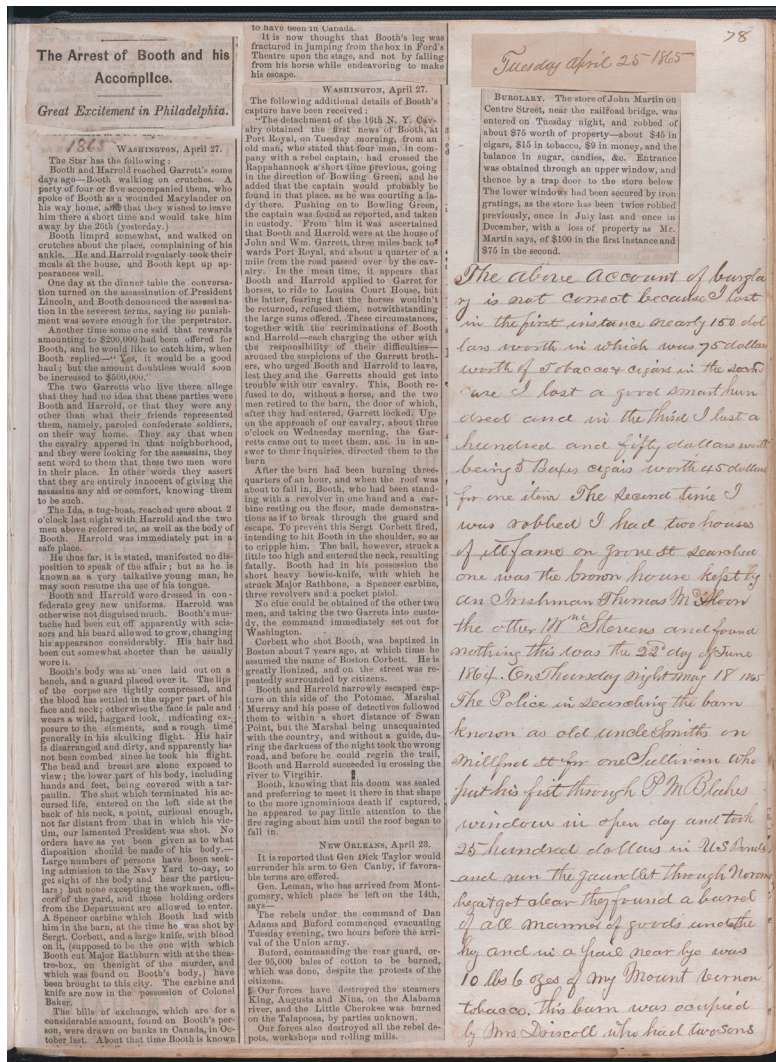 The Arrest of Booth and his
Accomplice.
Great Excitement in Philadelphia.
1865
WASHINGTON, April 27.
The Star has the following:
Booth and Harrold reached Garrett's some
days ago—Booth walking on crutches. A
party of four or five accompanied them, who
spoke of Booth as a wounded Marylander on
his way home, and that they wished to leave
him there a short time and would take him
away by the 26th (yesterday.)
Booth limped somewhat, and walked on
crutches about the place, complaining of his
ankle. He and Harrold regularly took their
meals at the house, and Booth kept up ap-
pearances well.
One day at the dinner table the conversa-
tion turned on the assassination of President
Lincoln, and Booth denounced the assassina-
tion in the severest terms, saying no punish-
ment was severe enough for the perpetrator.
Another time some one said that rewards
amounting to $200,000 had been offered for
Booth, and he would like to catch him, when
Booth replied—"Yes, it would be a good
haul; but the amount doubtless would soon
be increased to $500,000."
The two Garretts who live there allege
that they had no idea that these parties were
Booth and Harrold, or that they were any
other than what their friends represented
them, namely, paroled confederate soldiers,
on their way home. They say that when
the cavalry appered in that neighborhood,
and they were looking for the assassins, they
sent word to them that these two men were
in their place. In other words they assert
that they are entirely innocent of giving the
assassins any aid or comfort, knowing them
to be such.
The Ida, a tug-boat, reached qere about 2
o'clock last night with Harrold and the two
men above referred to, as well as the body of
Booth. Harrold was immediately put in a
safe place.
He thus far, it is stated, manifested no dis-
position to speak of the affair; but as he is
known as a very talkative young man, he
may soon resume tha use of his tongue.
Booth and Harrold were dressed in con-
federate grey new uniforms. Harrold was
otherwise not disguised much. Booth's mus-
tache had been cut off apparently with scis-
sors and his beard allowed to grow, changing
his appearance considerably. His hair had
been cut somewhat shorter than he usually
wore it.
Booth's body was at once laid out on a
bench, and a guard placed over it. The lips
of the corpse are tightly compressed, and
the blood has settled in the upper part of his
face and neck; otherwise the face is pale and
wears a wild, haggard look, indicating ex-
posure to the elements, and a rough time
generally in his skulking flight. His hair
is disarranged and dirty, and apparently has
not been combed since he took his flight.
The head and breast are alone exposed to
view; the lower part of his body, including
hands and feet, being covered with a tar-
paulin. The shot which terminated his ac-
cursed life, entered on the left side at the
back of his neck, a point, curious enough,
not far distant from that in which his vic-
tim, our lamented President was shot. No
orders have as yet been given as to what
disposition should be made of his body.—
Large numbers of persons have been seek-
ing admission to the Navy Yard to-day, to
get sight of the body and hear the particu-
lars; but none excepting the workmen, offi-
cers of the yard, and those holding orders
from the Department are allowed to enter.
A Spencer carbine which Booth had with
him in the barn, at the time he was shot by
Sergt. Corbett, and a large knife, with blood
on it, (supposed to be the one with which
Booth cut Major Rathburn with at the thea-
tre-box, on thenight of tho murder, and
which was found on Booth's body,) have
been brought to this city. The carbine and
knife are now in the possession of Colonel
Baker.
The bills of exchange, which are for a
considerable amount, found on Booth's per-
son, were drawn on banks in Canada, in Oc-
tober last. About that time Booth is known
to have been in Canada.
It is now thought that Booth's leg was
fractured in jumping from the box in Ford's
Theatre upon the stage, and not by falling
from his horse while endeavoring to make
his escape.
WASHINGTON, April 27.
The following additional details of Booth's
capture have been received:
"The detachment of the 16th N. Y. Cav-
alry obtained the first news of Booth, at
Port Royal, on Tuesday morning, from an
old man, who stated that four men, in com-
pany with a rebel captain, had crossed the
Rappahannock a short time previous, going
in the direction of Bowling Green, and he
added that the captain would probably be
found in that place, as he was courting a la-
dy there. Pushing on to Bowling Green,
the captain was found as reported, and taken
in custody. From him it was ascertained
that Booth and Harrold were at the house of
John and Wm. Garrett, three miles back to-
wards Port Royal, and about a quarter of a
mile from the road passed over by the cav-
alry. In the mean time, it appears that
Booth and Harrold applied to Garret for
horses, to ride to Louisa Court House, but
the latter, fearing that the horses wouldn't
be returned, refused them, notwithstanding
the large sums offered. These circumstances,
together with the recriminations of Booth
and Harrold—each charging the other with
the responsibility of their difficulties—
aroused the suspicions of the Garrett broth-
ers, who urged Booth and Harrold to leave,
lest they and the Garretts should get into
trouble with our cavalry. This, Booth re-
fused to do, without a horse, and the two
men retired to the barn, the door of which,
after they had entered, Garrett locked. Up-
on the approach of our cavalry, about three
o'clock on Wednesday morning, the Gar-
retts came out to meet them, and in in an-
swer to their inquiries, directed them to the
barn
After the barn had been burning three-
quarters of an hour, and when the roof was
about to fall in, Booth, who had been stand-
ing with a revolver in one hand and a car-
bine resting on the floor, made demonstra-
tions as if to break through the guard and
escape. To prevent this Sergt Corbett fired,
intending to hit Booth in the shoulder, so as
to cripple him. The ball, however, struck a
little too high and entered the neck, resulting
fatally. Booth had in his possession the
short heavy bowie-knife, with which he
struck Major Rathbone, a Spencer carbine,
three revolvers and a pocket pistol.
No clue could be obtained of the other two
men, and taking the two Garrets into custo-
dy, the command immediately set out for
Washington.
Corbett who shot Booth, was baptized in
Boston about 7 years ago, at which time he
assumed the name of Boston Corbett. He is
greatly lionized, and on the street was re-
peatedly surrounded by citizens.
Booth and Harrold narrowly escaped cap-
ture on this side of the Potomac. Marshal
Murrey and his posse of detectives followed
them to within a short distance of Swan
Point, but the Marshal being unacquainted
with the country, and without a guide, du-
ring the darkness of the night took the wrong
road, and before he could regrin the trail,
Booth and Harrold succeeded in crossing the
river to Virgihir.
Booth, knowing that his doom was sealed
and preferring to meet it there in that shape
to the more ignominious death if captured,
he appeared to pay little attention to the
fire raging about him until the roof began to
fall in.
NEW ORLEANS, April 23.
It is reported that Gen Dick Taylor would
surrender his arm to Gen. Canby, if favora-
ble terms are offered.
Gen. Leman, who has arrived from Mont-
gomery, which place he left on the 14th,
says—
The rebels under the command of Dan
Adams and Buford commenced evacuating
Tuesday evening, two hours before the arri-
val of the Union army.
Buford, commanding the rear guard, or-
der 95,000 bales of cotton to be burned,
which was done, despite the protests of the
citizens.
Our forces have destroyed the steamers
King, Augusta and Nina, on the Alabama
river, and the Little Cherokee was burned
on the Talapoosa, by parties unknown.
Our forces also destroyed all the rebel de-
pots, workshops and rolling mills.
78
Tuesday April 25 1865
BURGLARY. The store of John Martin on
Centre Street, near the railroad bridge, was
entered on Tuesday night, and robbed of
about $75 worth of property—about $45 in
cigars, $15 in tobacco, $9 in money, and the
balance in sugar, candies, &c. Entrance
was obtained through an upper window, and
thence by a trap door to the store below
The lower windows had been secured by iron
gratings, as the store has been twice robbed
previously, once in July last and once in
December, with a loss of property as Mr.
Martin says, of $100 in the first instance and
$75 in the second.
The above account of burgla
ry is not correct because I lost
in the first instance nearly 150 dol
lars worth in which was 75 dollars
worth of Tobacco & cigars in the second
case I lost a good smart hun
dred and in the third I lost a
hundred and fifty dollars worth
being 5 Boxes cigars worth 45 dollars
for one item The second time I
was robbed I had two houses
of ill fame on grove st searched
one was the brown house kept by
an Irishman Thomas
the other Stevens and found
nothing this was the 22d day of June
1864. On Thursday night May 18 1865
The Police in searching the barn
known as old uncle Smiths on
Millford st for one Sullivan who
put his fist through P M Blakes
window in open day and took
25 hundred dollars in US Bonds
and run the gauntlet through
he got clear they found a barrel
of all manner of goods under the
hay and in a pail near bye was
10 lbs 6 ozes of my Mount Vernon
tobacco. this barn was occupied
by Mrs Driscoll who had two sons